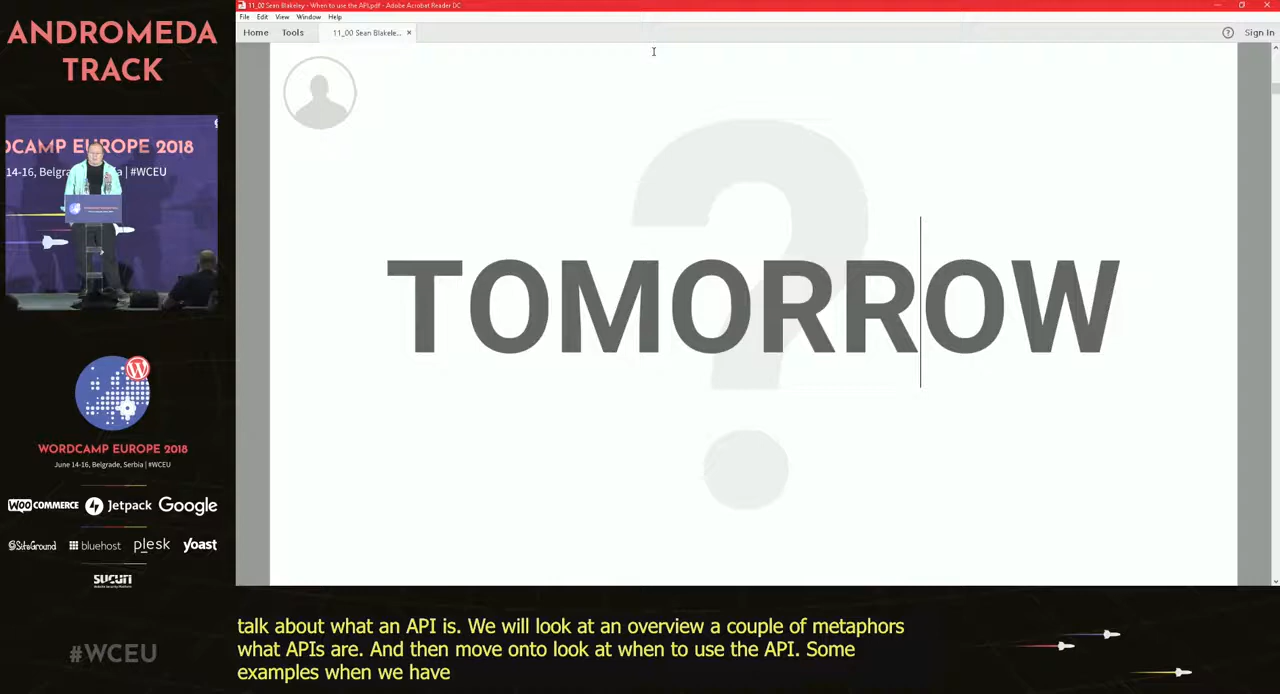 ANDROMEDA
TRACK
11_00 Sean Blakeley - When to use the API.pdf - Adobe Acrobat Reader DC
File Edit View Window Help
Home Tools 11_00 Sean Blakele... × Sign In
TOMORROW
DCAMP EUROPE 2018
14-16, Belgra a | #WCEU
WORDCAMP EUROPE 2018
June 14-16, Belgrade, Serbia | #WCEU
WOO COMMERCE Jetpack Google
SiteGround bluehost plesk yoast
SUCURI
#WCEU
talk about what an API is. We will look at an overview a couple of metaphors
what APIs are. And then move onto look at when to use the API. Some
examples when we have